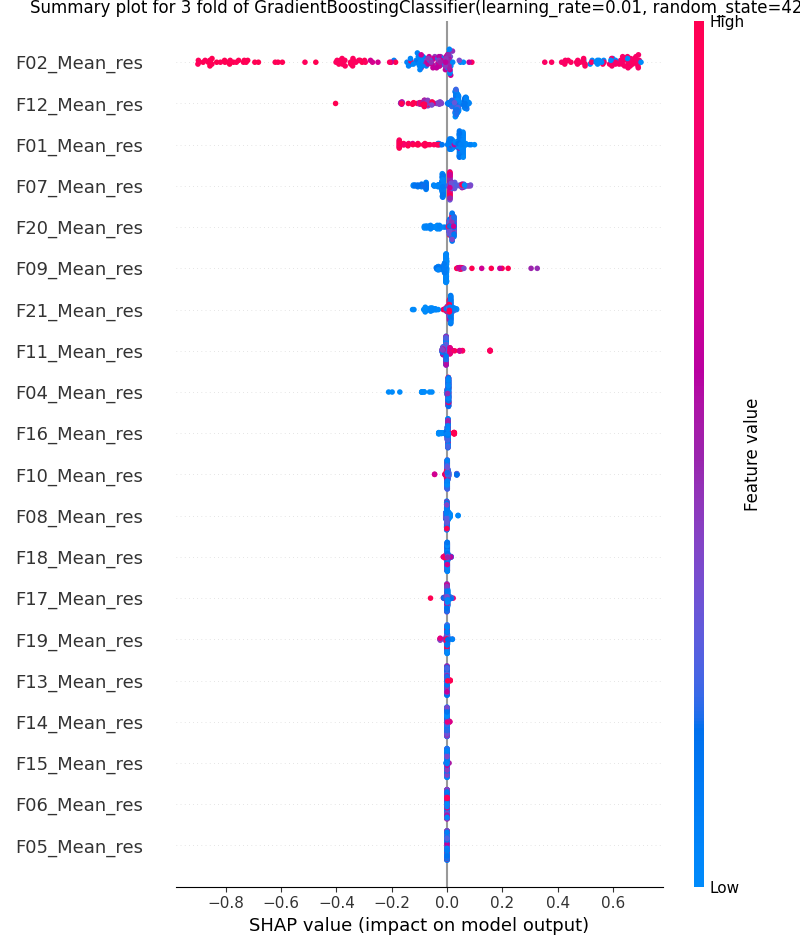 Summary plot for 3 fold of GradientBoostingClassifier(learning_rate=0.01, random_state=42
High
F02_Mean_res
F12_Mean_res
F01_Mean_res
F07_Mean_res
F20_Mean_res
F09_Mean_res
F21_Mean_res
F11_Mean_res
F04_Mean_res
F16_Mean_res
F10_Mean_res
F08_Mean_res
F18_Mean_res
F17_Mean_res
F19_Mean_res
F13_Mean_res
F14_Mean_res
F15_Mean_res
F06_Mean_res
F05_Mean_res
Feature value
Low
−0.8 −0.6 −0.4 −0.2 0.0 0.2 0.4 0.6
SHAP value (impact on model output)